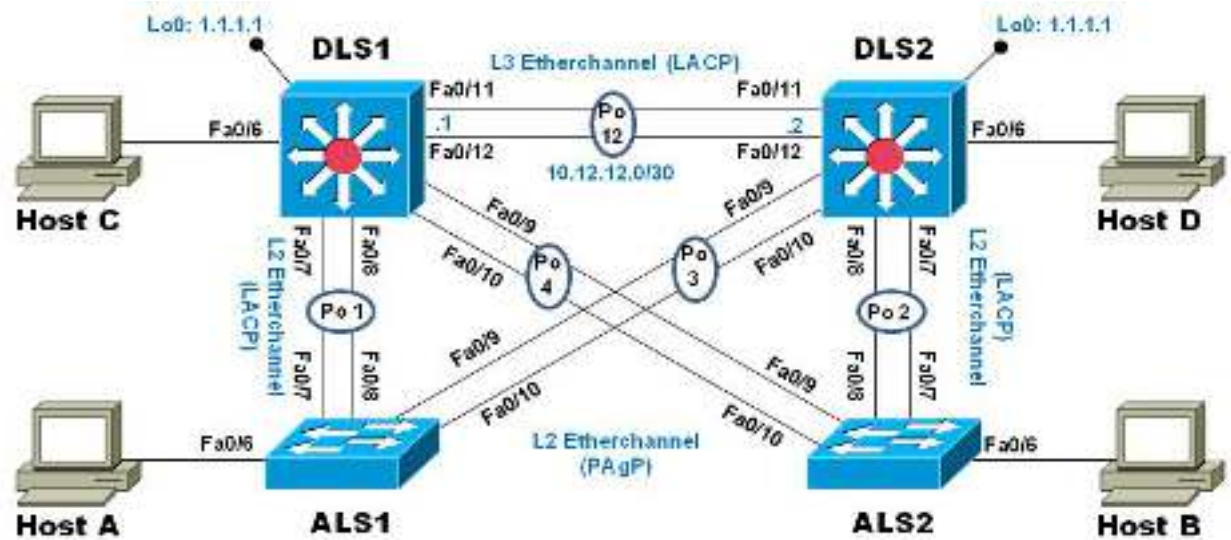 Lo0: 1.1.1.1
Lo0: 1.1.1.1
DLS1
DLS2
L3 Etherchannel (LACP)
Fa0/11
Fa0/11
Po
12
.1
.2
Fa0/6
Fa0/6
Fa0/12
Fa0/12
10.12.12.0/30
Host C
Host D
Fa0/9
Fa0/9
Fa0/10
Fa0/10
Fa0/7
Fa0/8
Fa0/8
Fa0/7
L2 Etherchannel
(LACP)
Po
4
Po
3
(LACP)
L2 Etherchannel
Po 1
Po 2
Fa0/7
Fa0/8
Fa0/9
Fa0/10
Fa0/9
Fa0/10
Fa0/8
Fa0/7
L2 Etherchannel
(PAgP)
Fa0/6
Fa0/6
Host A
ALS1
ALS2
Host B